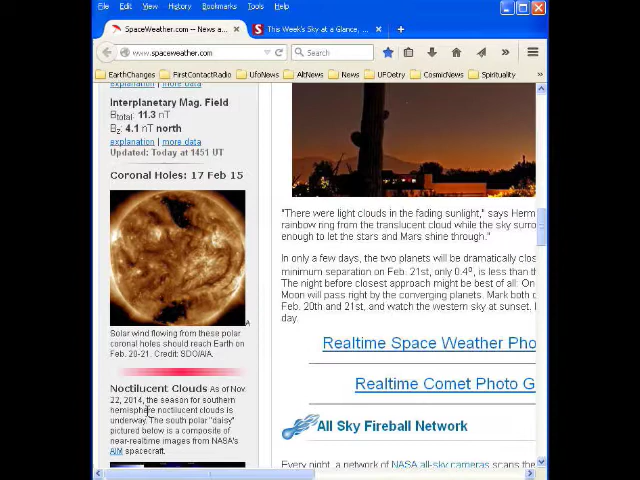 File Edit View History Bookmarks Tools Help
SpaceWeather.com -- News a...
This Week's Sky at a Glance, ...
www.spaceweather.com
Search
EarthChanges FirstContactRadio UfoNews AltNews News UFOetry CosmicNews Spirituality
explanation | more data
Interplanetary Mag. Field
Btotal: 11.3 nT
Bz: 4.1 nT north
explanation | more data
Updated: Today at 1451 UT
Coronal Holes: 17 Feb 15
Solar wind flowing from these polar
coronal holes should reach Earth on
Feb. 20-21. Credit: SDO/AIA.
Noctilucent Clouds As of Nov.
22, 2014, the season for southern
hemisphere noctilucent clouds is
underway. The south polar "daisy"
pictured below is a composite of
near-realtime images from NASA's
AIM spacecraft.
"There were light clouds in the fading sunlight," says Herm
rainbow ring from the translucent cloud while the sky surro
enough to let the stars and Mars shine through."
In only a few days, the two planets will be dramatically clos
minimum separation on Feb. 21st, only 0.4º, is less than th
The night before closest approach might be best of all: On
Moon will pass right by the converging planets. Mark both
Feb. 20th and 21st, and watch the western sky at sunset. I
day.
Realtime Space Weather Pho
Realtime Comet Photo G
All Sky Fireball Network
Every night, a network of NASA all-sky cameras scans the